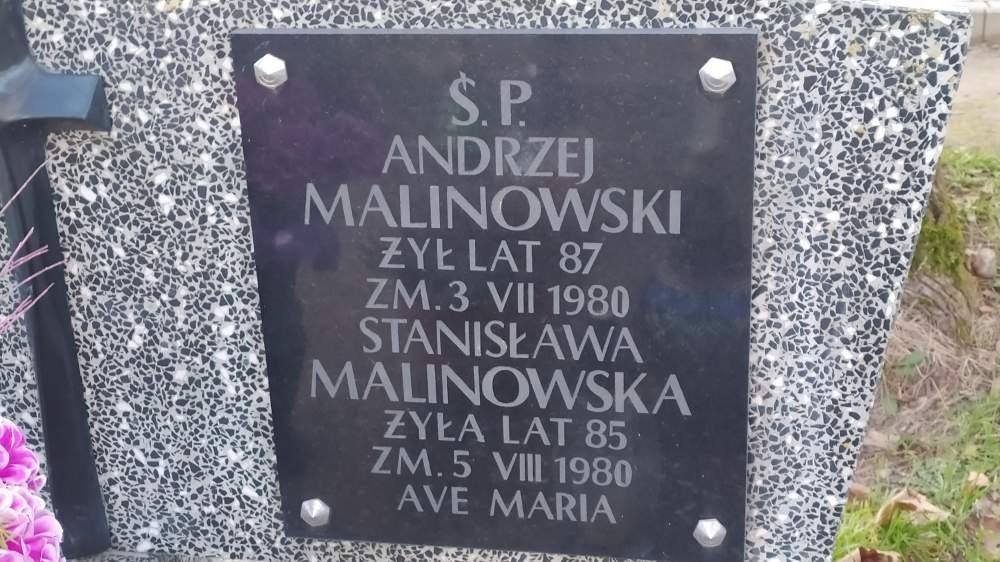 Ś.P.
ANDRZEJ
MALINOWSKI
ŻYŁ LAT 87
ZM. 3 VII 1980
STANISŁAWA
MALINOWSKA
ŻYŁA LAT 85
ZM. 5 VIII 1980
AVE MARIA